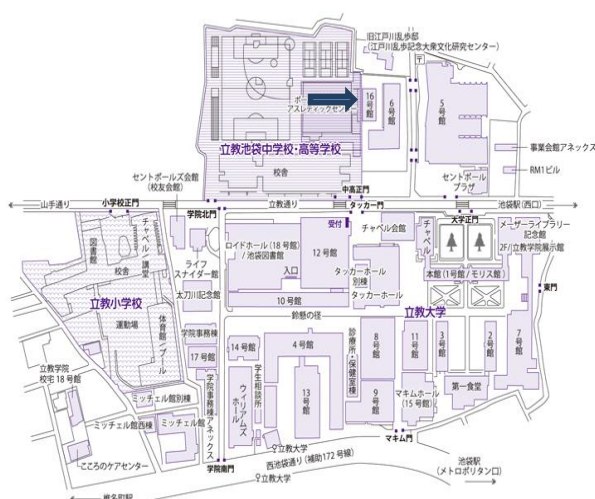 旧江戸川乱歩邸
（江戸川乱歩記念大衆文化研究センター）
ポー
アスレティックセン
16号館
6号館
5号館
立教池袋中学校・高等学校
校舎
事業会館アネックス
RM1ビル
セントポールズ会館
（校友会館）
セントポール
プラザ
中高正門
山手通り
小学校正門
立教通り
タッカー門
池袋駅（西口）
学院北門
受付
チャペル会館
チャペル
大学正門
メーザーライブラリー
記念館
2F/立教学院展示館
図書館
チャペル/講堂
校舎
ライフ
スナイダー館
ロイドホール（18号館）
/池袋図書館
12号館
タッカーホール
別棟
本館（1号館/モリス館）
東門
入口
立教小学校
太刀川記念館
10号館
タッカーホール
立教大学
運動場
体育館/プール
鈴懸の径
学院事務棟
14号館
4号館
診療所・保健室棟
8号館
11号館
3号館
2号館
7号館
17号館
立教学院
校宅18号館
学院事務棟アネックス
ウイリアムズ
ホール
学生相談所
13号館
9号館
マキムホール
（15号館）
第一食堂
ミッチェル館別棟
ミッチェル館西棟
ミッチェル館
こころのケアセンター
マキム門
立教大学
学院南門
西池袋通り（補助172号線）
立教大学
池袋駅
（メトロポリタン口）
椎名町駅